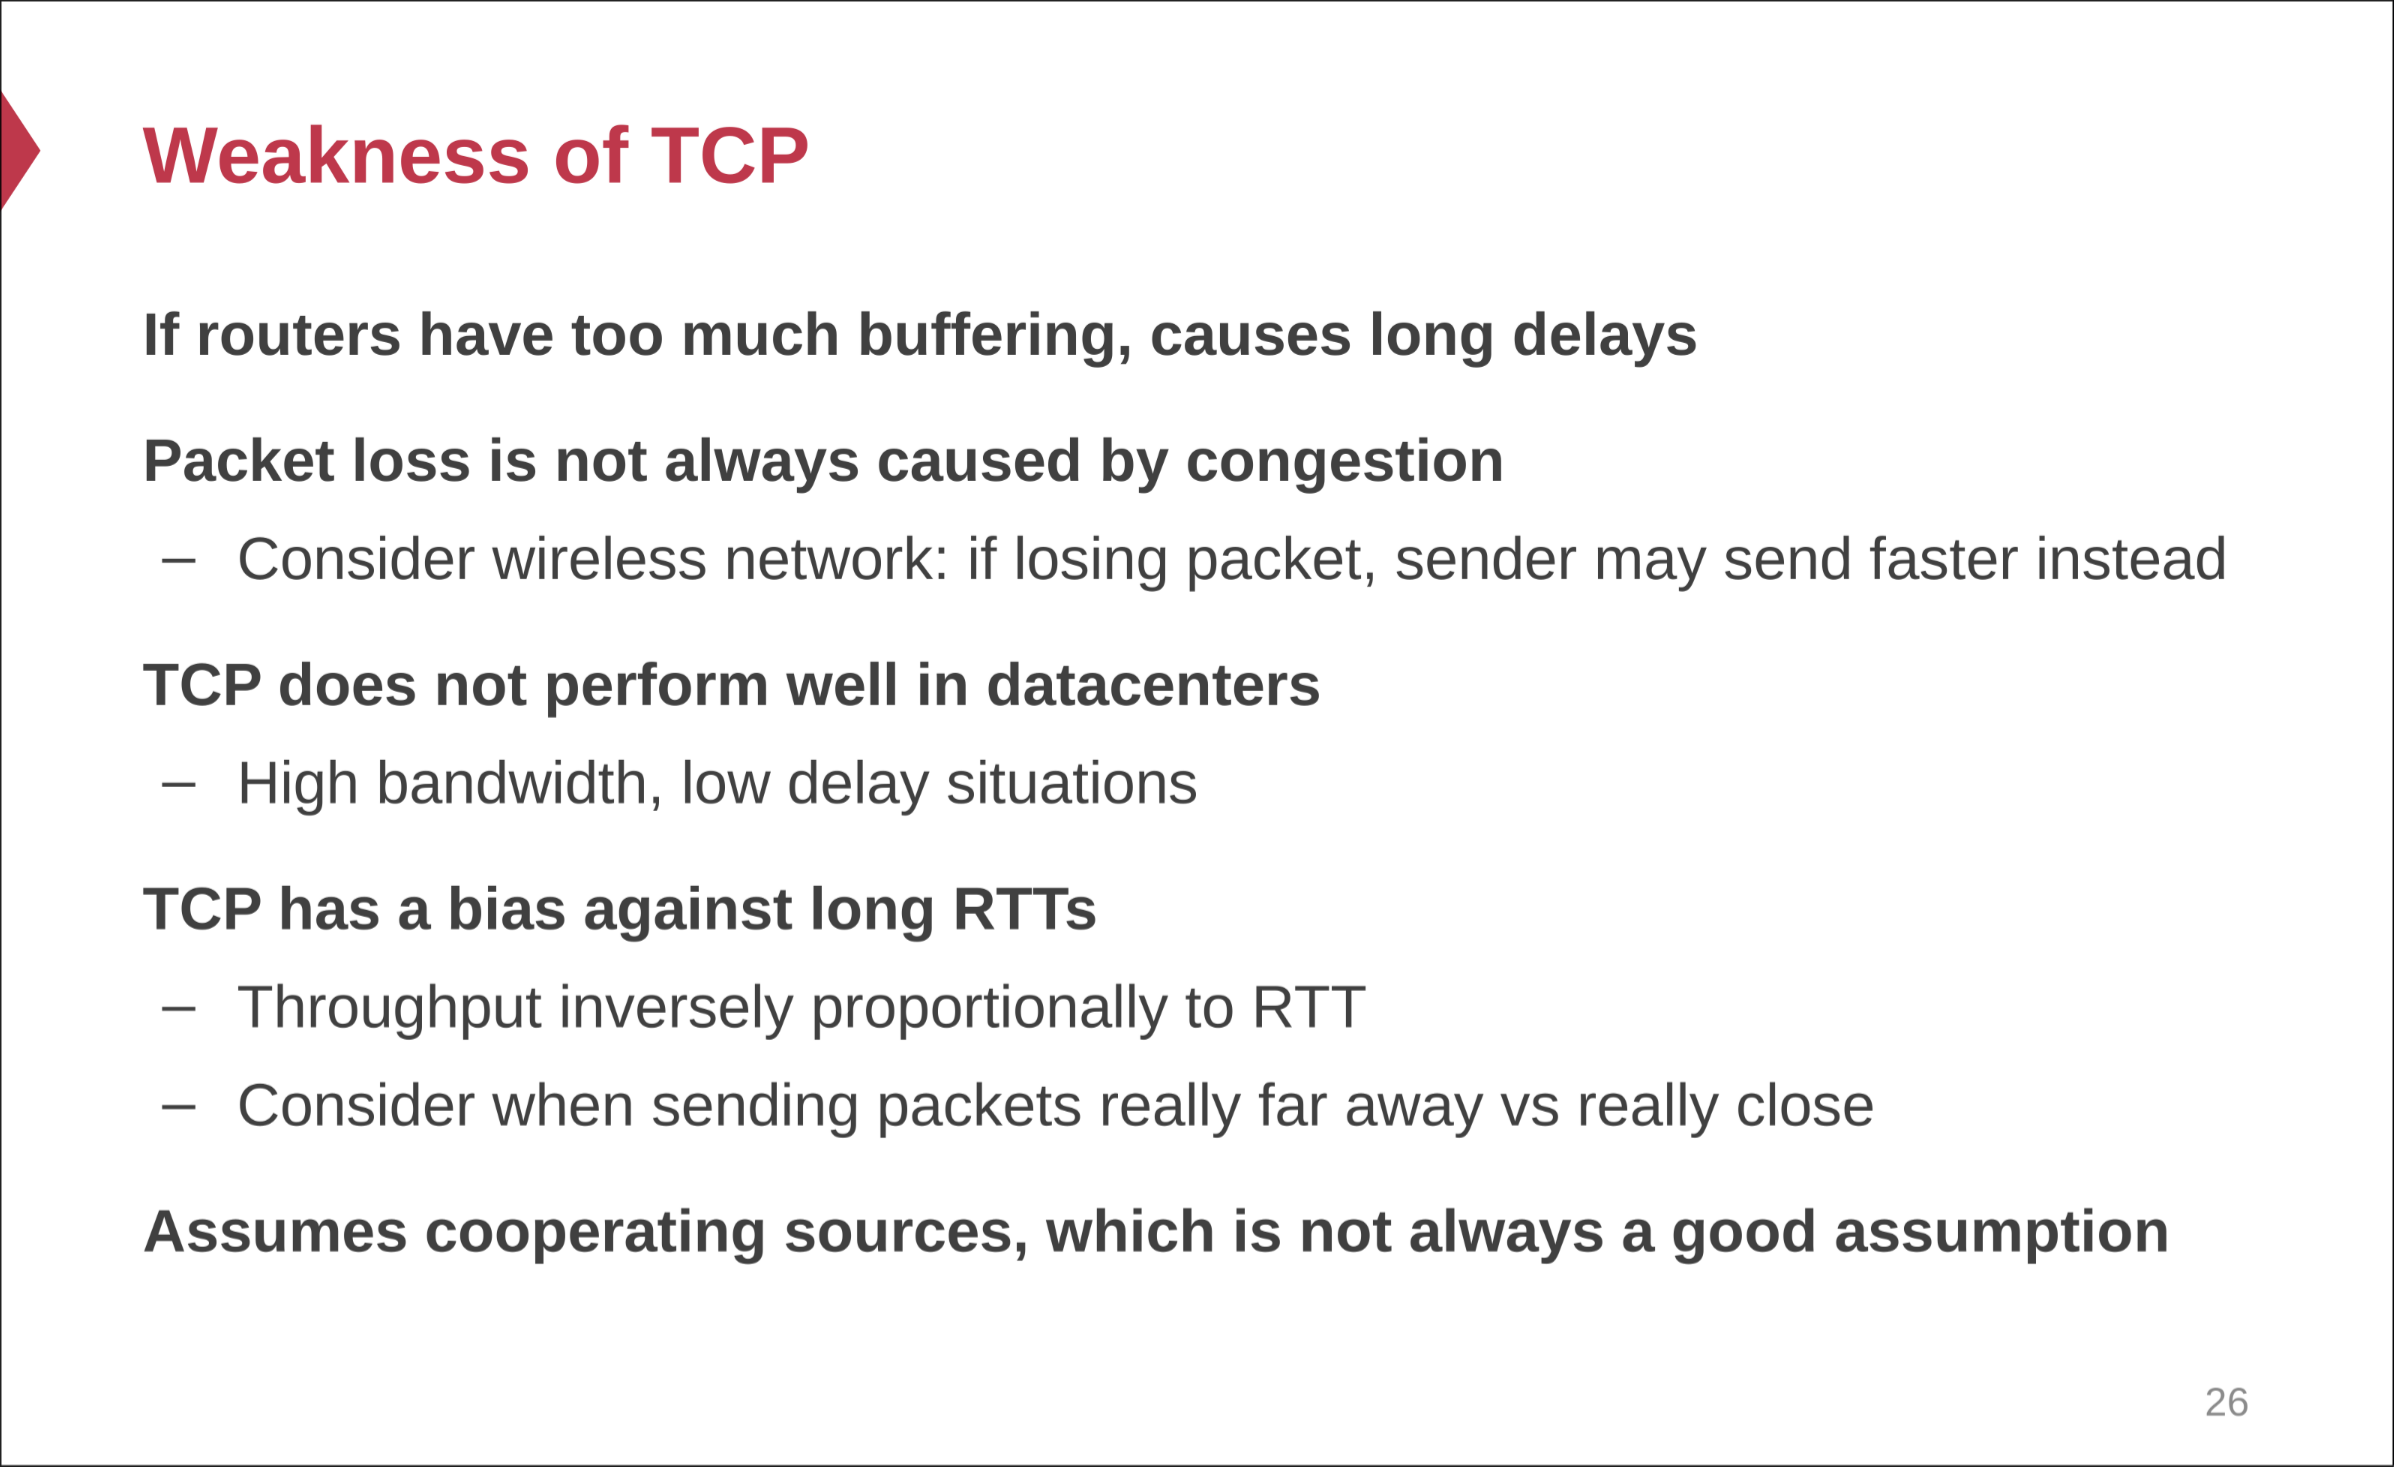 Weakness of TCP
If routers have too much buffering, causes long delays
Packet loss is not always caused by congestion
– Consider wireless network: if losing packet, sender may send faster instead
TCP does not perform well in datacenters
– High bandwidth, low delay situations
TCP has a bias against long RTTs
– Throughput inversely proportionally to RTT
– Consider when sending packets really far away vs really close
Assumes cooperating sources, which is not always a good assumption
26